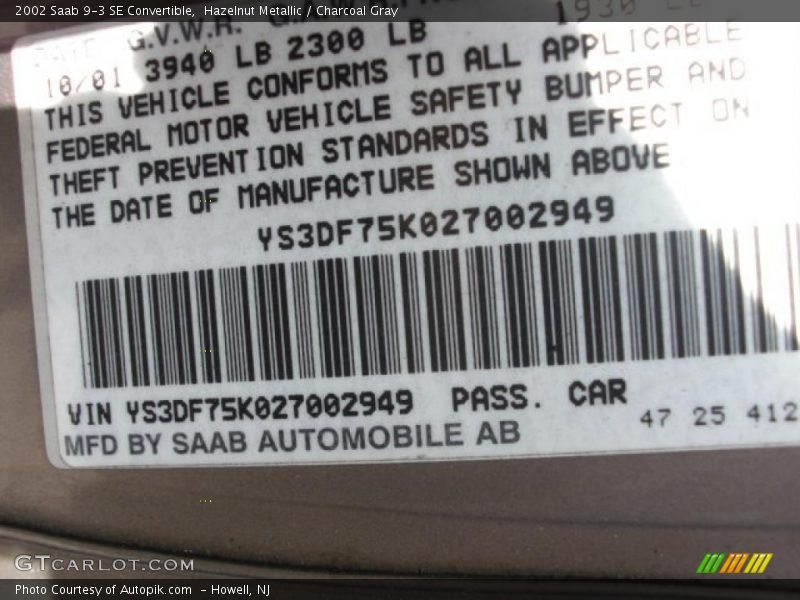 2002 Saab 9-3 SE Convertible, Hazelnut Metallic / Charcoal Gray
DATE G.V.W.R.
10/01 3940 LB 2300 LB
THIS VEHICLE CONFORMS TO ALL APPLICABLE
FEDERAL MOTOR VEHICLE SAFETY BUMPER AND
THEFT PREVENTION STANDARDS IN EFFECT ON
THE DATE OF MANUFACTURE SHOWN ABOVE
YS3DF75K027002949
VIN YS3DF75K027002949 PASS. CAR
47 25 412
MFD BY SAAB AUTOMOBILE AB
GTCARLOT.COM
Photo Courtesy of Autopik.com - Howell, NJ